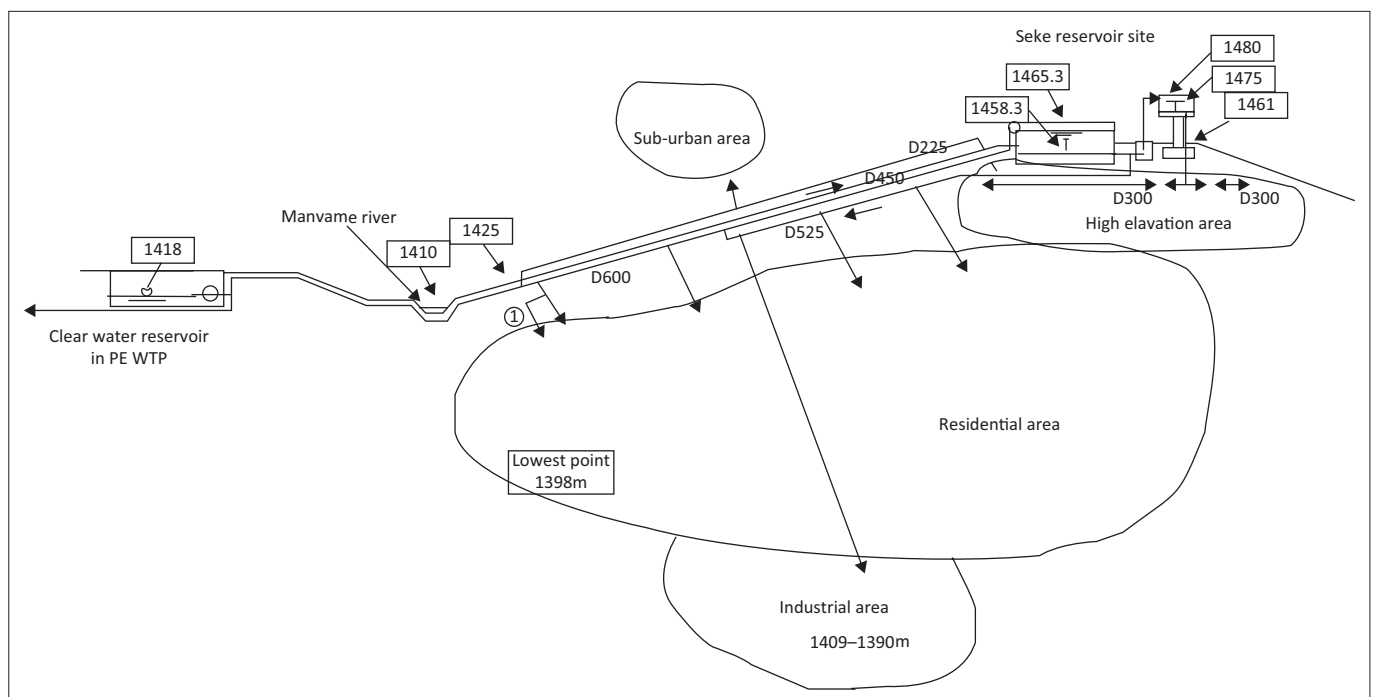 Seke reservoir site
1480
1475
1461
1465.3
1458.3
Sub-urban area
D225
D450
D300
D300
High elavation area
Manvame river
1425
1410
1418
D525
D600
1
Clear water reservoir
in PE WTP
Residential area
Lowest point
1398m
Industrial area
1409–1390m